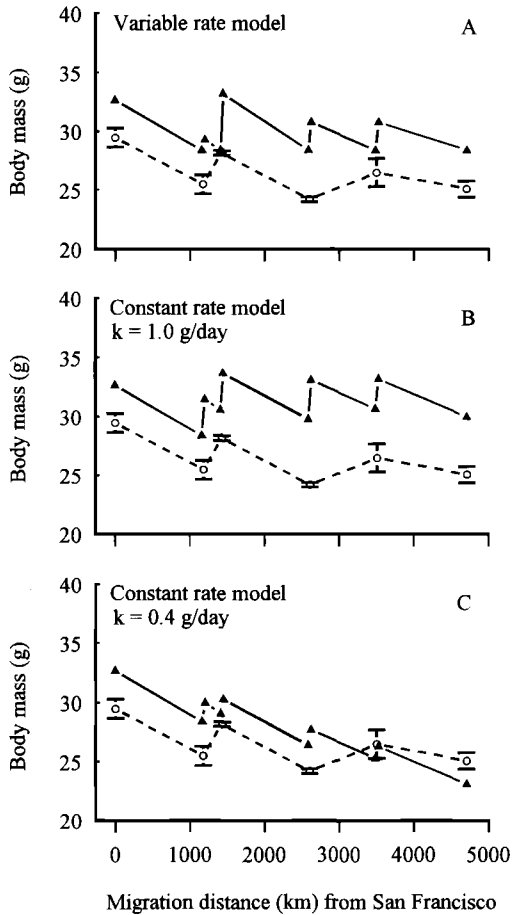 Variable rate model
A
Body mass (g)
40
35
30
25
20
Constant rate model
k = 1.0 g/day
B
Body mass (g)
40
35
30
25
20
Constant rate model
k = 0.4 g/day
C
Body mass (g)
40
35
30
25
20
0 1000 2000 3000 4000 5000
Migration distance (km) from San Francisco